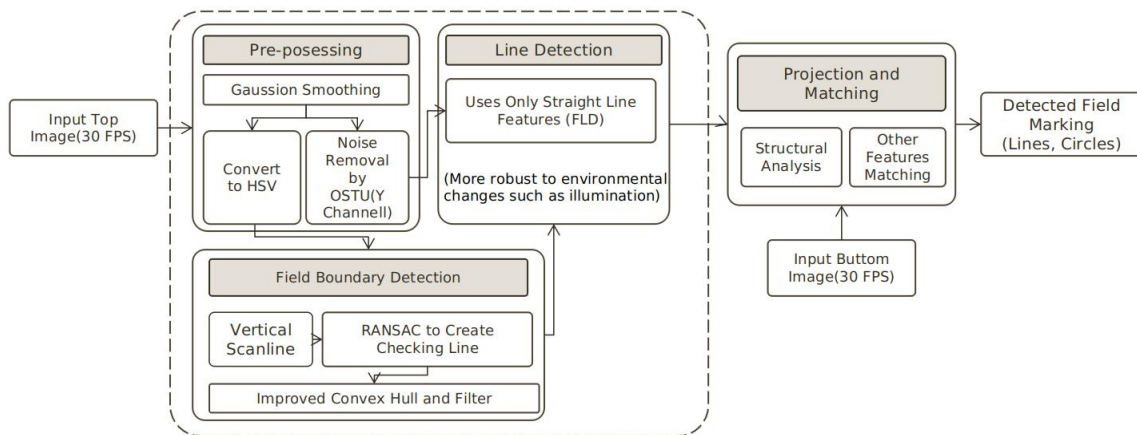 Input Top
Image(30 FPS)
Pre-posessing
Gaussion Smoothing
Convert
to HSV
Noise
Removal
by
OSTU(Y
Channell)
Line Detection
Uses Only Straight Line
Features (FLD)
(More robust to environmental
changes such as illumination)
Field Boundary Detection
Vertical
Scanline
RANSAC to Create
Checking Line
Improved Convex Hull and Filter
Projection and
Matching
Structural
Analysis
Other
Features
Matching
Input Buttom
Image(30 FPS)
Detected Field
Marking
(Lines, Circles)